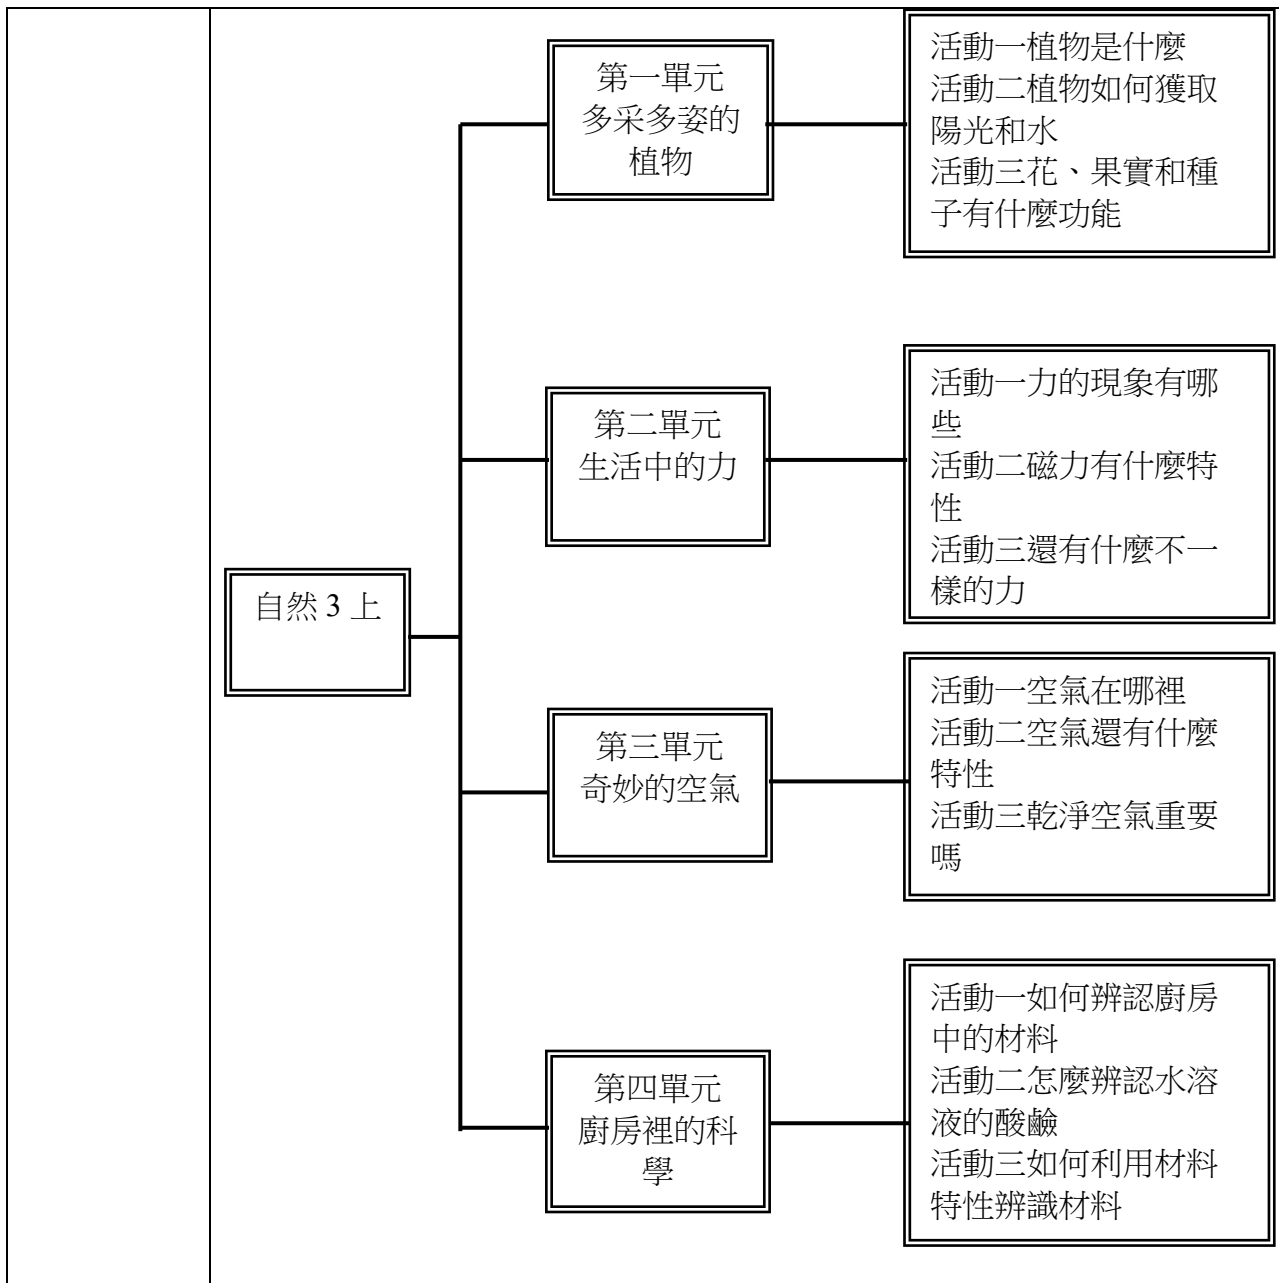 自然 3 上
第一單元
多采多姿的
植物
活動一植物是什麼
活動二植物如何獲取
陽光和水
活動三花、果實和種
子有什麼功能
第二單元
生活中的力
活動一力的現象有哪
些
活動二磁力有什麼特
性
活動三還有什麼不一
樣的力
第三單元
奇妙的空氣
活動一空氣在哪裡
活動二空氣還有什麼
特性
活動三乾淨空氣重要
嗎
第四單元
廚房裡的科
學
活動一如何辨認廚房
中的材料
活動二怎麼辨認水溶
液的酸鹼
活動三如何利用材料
特性辨識材料